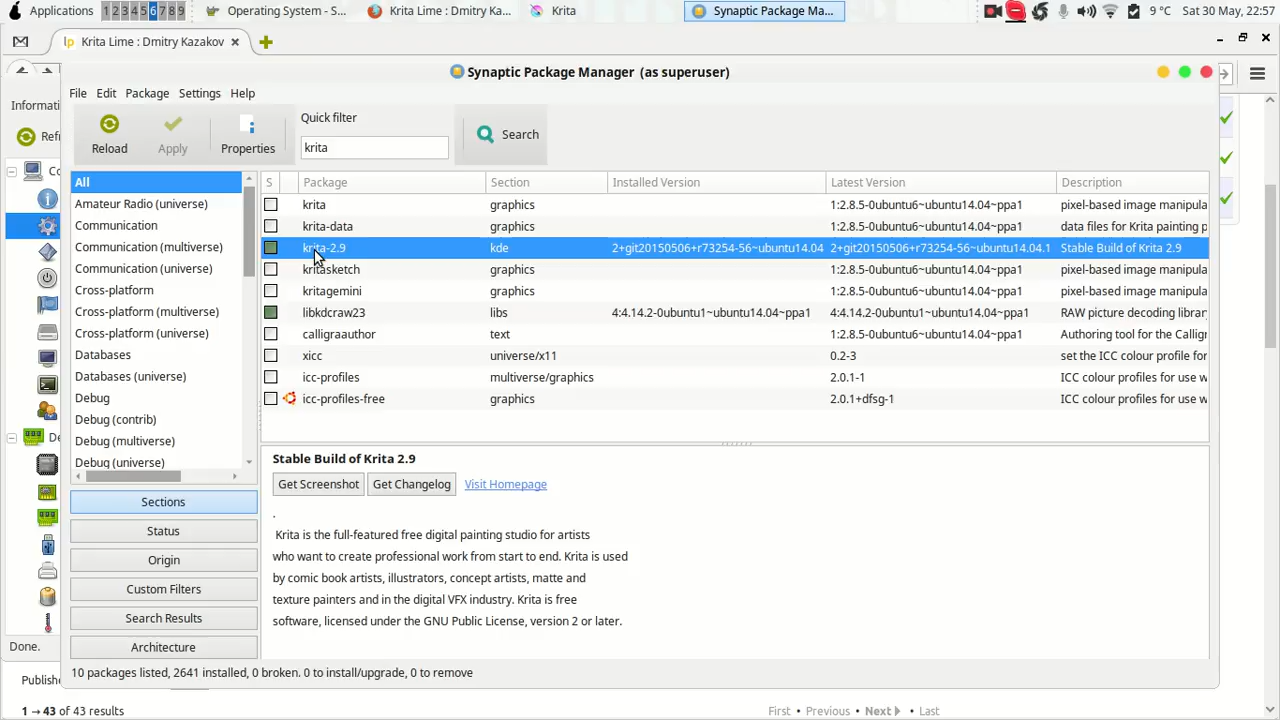 Applications 1 2 3 4 5 6 7 8 9 Operating System - S... Krita Lime : Dmitry Ka... Krita Synaptic Package Ma... 9 °C Sat 30 May, 22:57
lp Krita Lime : Dmitry Kazakov
Synaptic Package Manager (as superuser)
File Edit Package Settings Help
Informati
Refr
Reload
Apply
Properties
Quick filter
krita
Search
S Package Section Installed Version Latest Version Description
krita graphics 1:2.8.5-0ubuntu6~ubuntu14.04~ppa1 pixel-based image manipula
krita-data graphics 1:2.8.5-0ubuntu6~ubuntu14.04~ppa1 data files for Krita painting p
krita-2.9 kde 2+git20150506+r73254-56~ubuntu14.04 2+git20150506+r73254-56~ubuntu14.04.1 Stable Build of Krita 2.9
kritasketch graphics 1:2.8.5-0ubuntu6~ubuntu14.04~ppa1 pixel-based image manipula
kritagemini graphics 1:2.8.5-0ubuntu6~ubuntu14.04~ppa1 pixel-based image manipula
libkdcraw23 libs 4:4.14.2-0ubuntu1~ubuntu14.04~ppa1 4:4.14.2-0ubuntu1~ubuntu14.04~ppa1 RAW picture decoding library
calligraauthor text 1:2.8.5-0ubuntu6~ubuntu14.04~ppa1 Authoring tool for the Callig
xicc universe/x11 0.2-3 set the ICC colour profile for
icc-profiles multiverse/graphics 2.0.1-1 ICC colour profiles for use w
icc-profiles-free graphics 2.0.1+dfsg-1 ICC colour profiles for use w
All
Amateur Radio (universe)
Communication
Communication (multiverse)
Communication (universe)
Cross-platform
Cross-platform (multiverse)
Cross-platform (universe)
Databases
Databases (universe)
Debug
Debug (contrib)
Debug (multiverse)
Debug (universe)
Co
De
Sections
Status
Origin
Custom Filters
Search Results
Architecture
Stable Build of Krita 2.9
Get Screenshot Get Changelog Visit Homepage
.
Krita is the full-featured free digital painting studio for artists
who want to create professional work from start to end. Krita is used
by comic book artists, illustrators, concept artists, matte and
texture painters and in the digital VFX industry. Krita is free
software, licensed under the GNU Public License, version 2 or later.
Done.
10 packages listed, 2641 installed, 0 broken. 0 to install/upgrade, 0 to remove
Publishe
1 → 43 of 43 results First • Previous • Next • Last